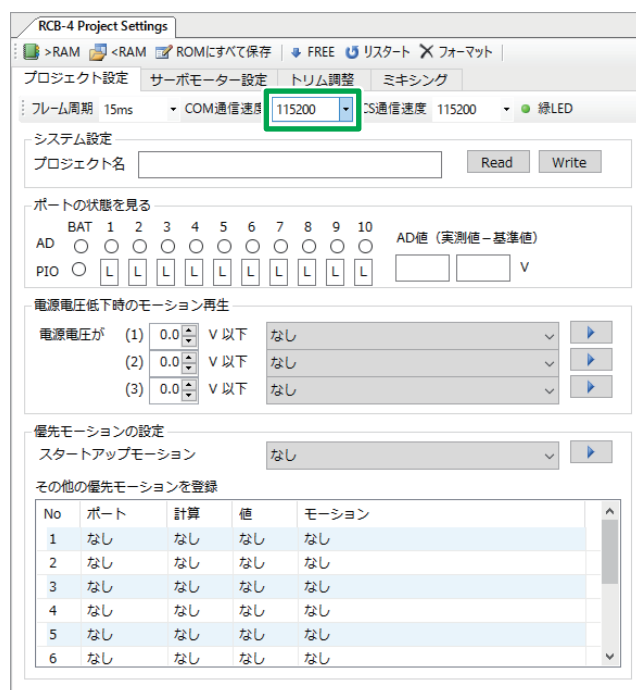 RCB-4 Project Settings
>RAM <RAM ROMにすべて保存 FREE リスタート フォーマット
プロジェクト設定 サーボモーター設定 トリム調整 ミキシング
フレーム周期 15ms COM通信速度 115200 CS通信速度 115200 緑LED
システム設定
プロジェクト名 Read Write
ポートの状態を見る
BAT 1 2 3 4 5 6 7 8 9 10
AD AD値（実測値－基準値）
PIO L L L L L L L L L L V
電源電圧低下時のモーション再生
電源電圧が (1) 0.0 V 以下 なし
(2) 0.0 V 以下 なし
(3) 0.0 V 以下 なし
優先モーションの設定
スタートアップモーション なし
その他の優先モーションを登録
No ポート 計算 値 モーション
1 なし なし なし なし
2 なし なし なし なし
3 なし なし なし なし
4 なし なし なし なし
5 なし なし なし なし
6 なし なし なし なし